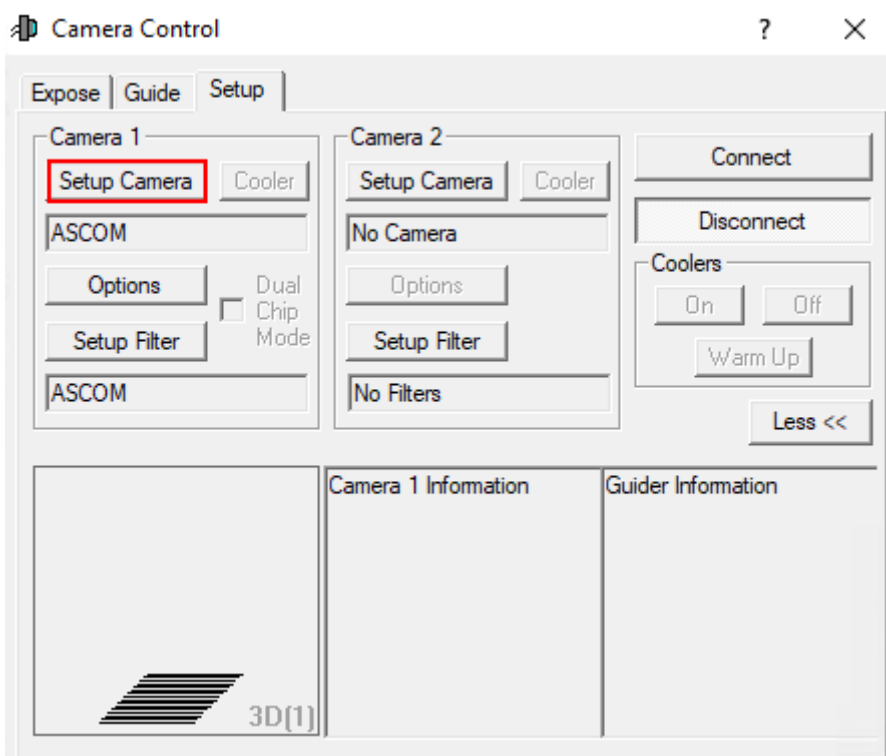 Camera Control
?
Expose Guide Setup
Camera 1
Setup Camera Cooler
ASCOM
Options
Dual
Chip
Mode
Setup Filter
ASCOM
Camera 2
Setup Camera Cooler
No Camera
Options
Setup Filter
No Filters
Connect
Disconnect
Coolers
On Off
Warm Up
Less <<
3D(1)
Camera 1 Information
Guider Information